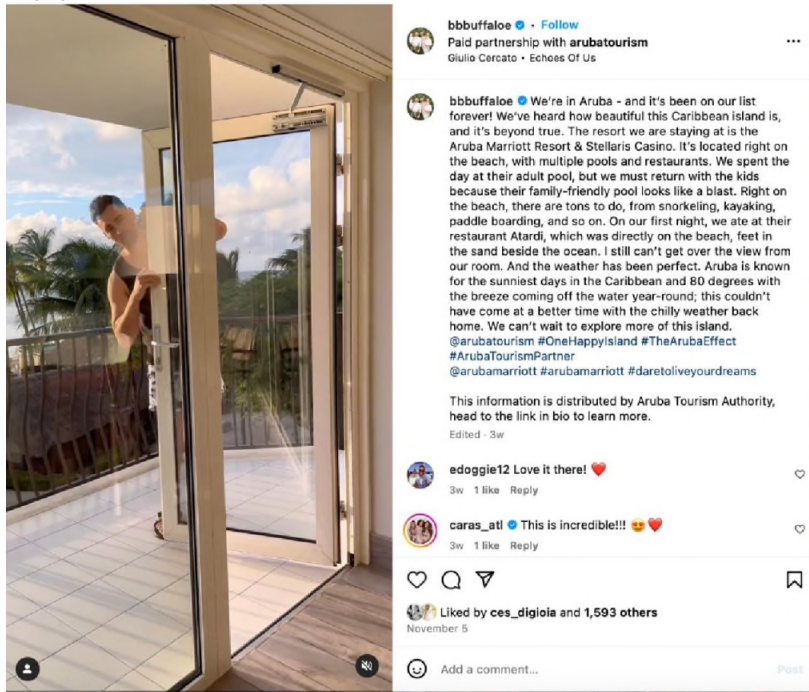 bbbuffaloe • Follow
Paid partnership with arubatourism
Giulio Cercato • Echoes Of Us
bbbuffaloe We're in Aruba - and it's been on our list
forever! We've heard how beautiful this Caribbean island is,
and it's beyond true. The resort we are staying at is the
Aruba Marriott Resort & Stellaris Casino. It's located right on
the beach, with multiple pools and restaurants. We spent the
day at their adult pool, but we must return with the kids
because their family-friendly pool looks like a blast. Right on
the beach, there are tons to do, from snorkeling, kayaking,
paddle boarding, and so on. On our first night, we ate at their
restaurant Atardi, which was directly on the beach, feet in
the sand beside the ocean. I still can't get over the view from
our room. And the weather has been perfect. Aruba is known
for the sunniest days in the Caribbean and 80 degrees with
the breeze coming off the water year-round; this couldn't
have come at a better time with the chilly weather back
home. We can't wait to explore more of this island.
@arubatourism #OneHappyIsland #TheArubaEffect
#ArubaTourismPartner
@arubamarriott #arubamarriott #daretoliveyourdreams
This information is distributed by Aruba Tourism Authority,
head to the link in bio to learn more.
Edited · 3w
edoggie12 Love it there! ❤️
3w 1 like Reply
caras_atl This is incredible!!! 😍❤️
3w 1 like Reply
Liked by ces_digioia and 1,593 others
November 5
Add a comment...
Post